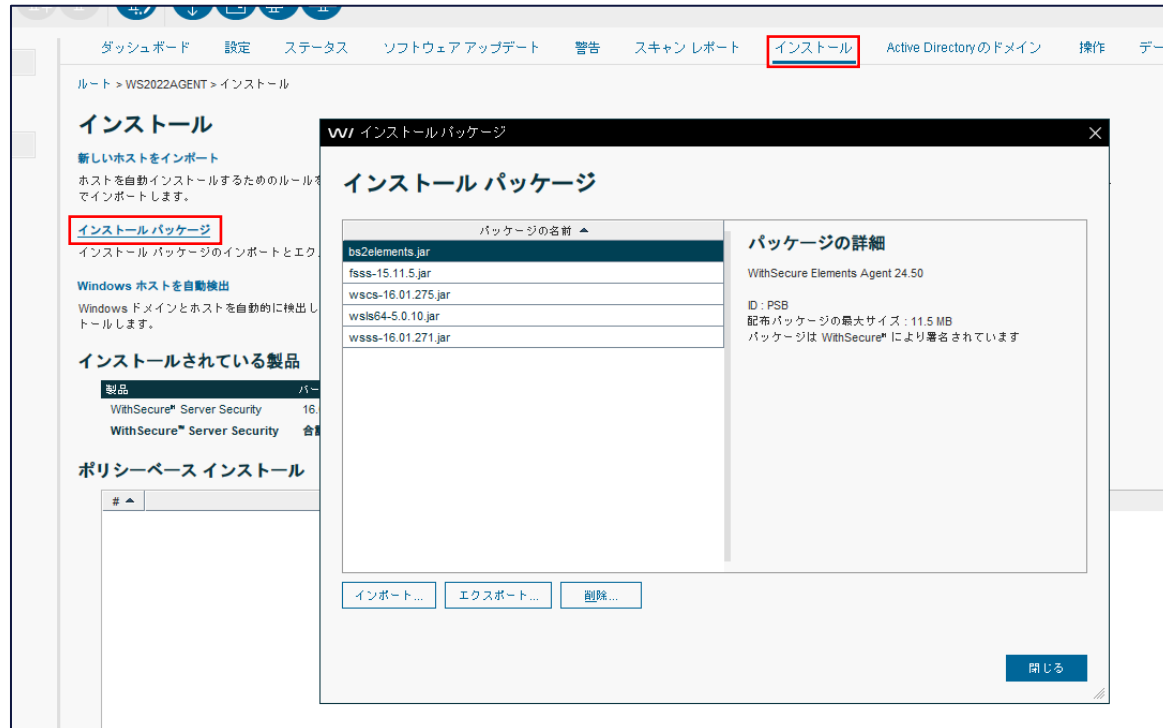 ダッシュボード 設定 ステータス ソフトウェア アップデート 警告 スキャン レポート インストール Active Directoryのドメイン 操作 デー
ルート > WS2022AGENT > インストール
インストール
新しいホストをインポート
ホストを自動インストールするためのルールを
でインポートします。
インストール パッケージ
インストール パッケージのインポートとエク
Windows ホストを自動検出
Windows ドメインとホストを自動的に検出し
トールします。
インストールされている製品
製品 バー
WithSecure™ Server Security 16.
WithSecure™ Server Security 合
ポリシーベース インストール
#
W/ インストールパッケージ
インストール パッケージ
パッケージの名前
bs2elements.jar
fsss-15.11.5.jar
wscs-16.01.275.jar
wsls64-5.0.10.jar
wsss-16.01.271.jar
パッケージの詳細
WithSecure Elements Agent 24.50
ID : PSB
配布パッケージの最大サイズ : 11.5 MB
パッケージは WithSecure™ により署名されています
インポート... エクスポート... 削除...
閉じる